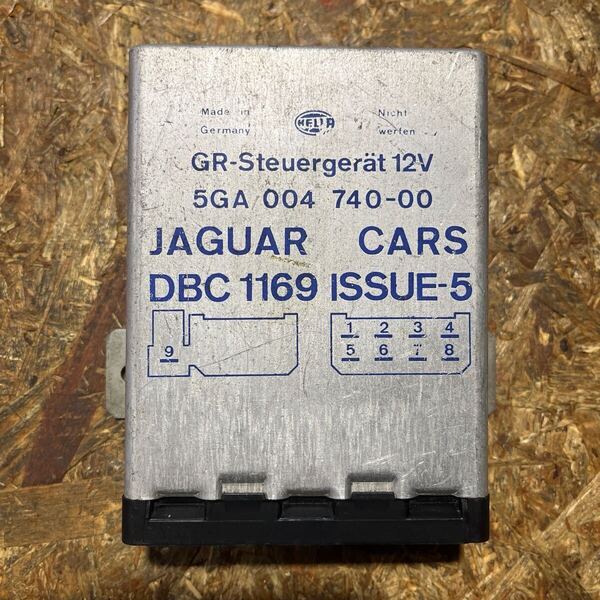 Made in HELLA Nicht
Germany werfen
GR-Steuergerät 12V
5GA 004 740-00
JAGUAR CARS
DBC 1169 ISSUE-5
1 2 3 4
9 5 6 7 8